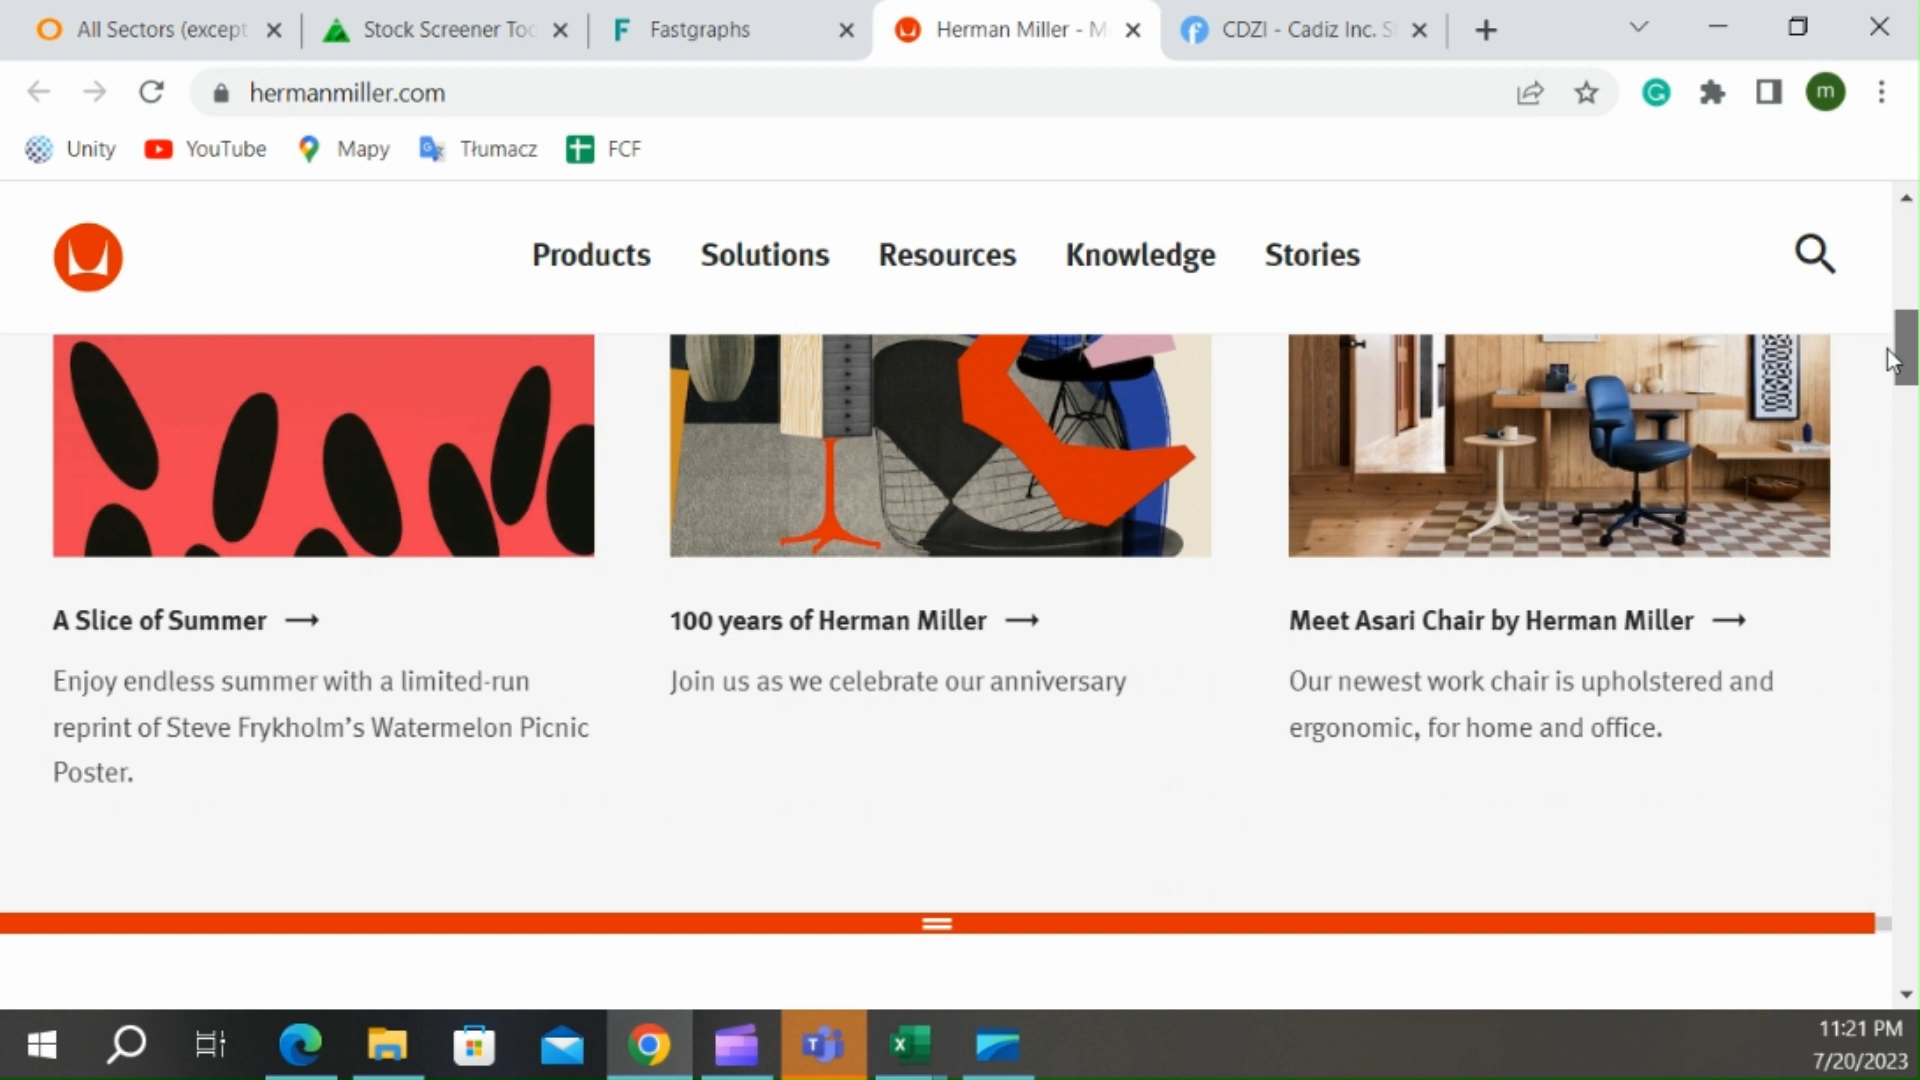 All Sectors (except
Stock Screener Too
Fastgraphs
Herman Miller - M
CDZI - Cadiz Inc. S
hermanmiller.com
m
Unity
YouTube
Mapy
Tłumacz
FCF
Products
Solutions
Resources
Knowledge
Stories
A Slice of Summer →
Enjoy endless summer with a limited-run
reprint of Steve Frykholm’s Watermelon Picnic
Poster.
100 years of Herman Miller →
Join us as we celebrate our anniversary
Meet Asari Chair by Herman Miller →
Our newest work chair is upholstered and
ergonomic, for home and office.
11:21 PM
7/20/2023